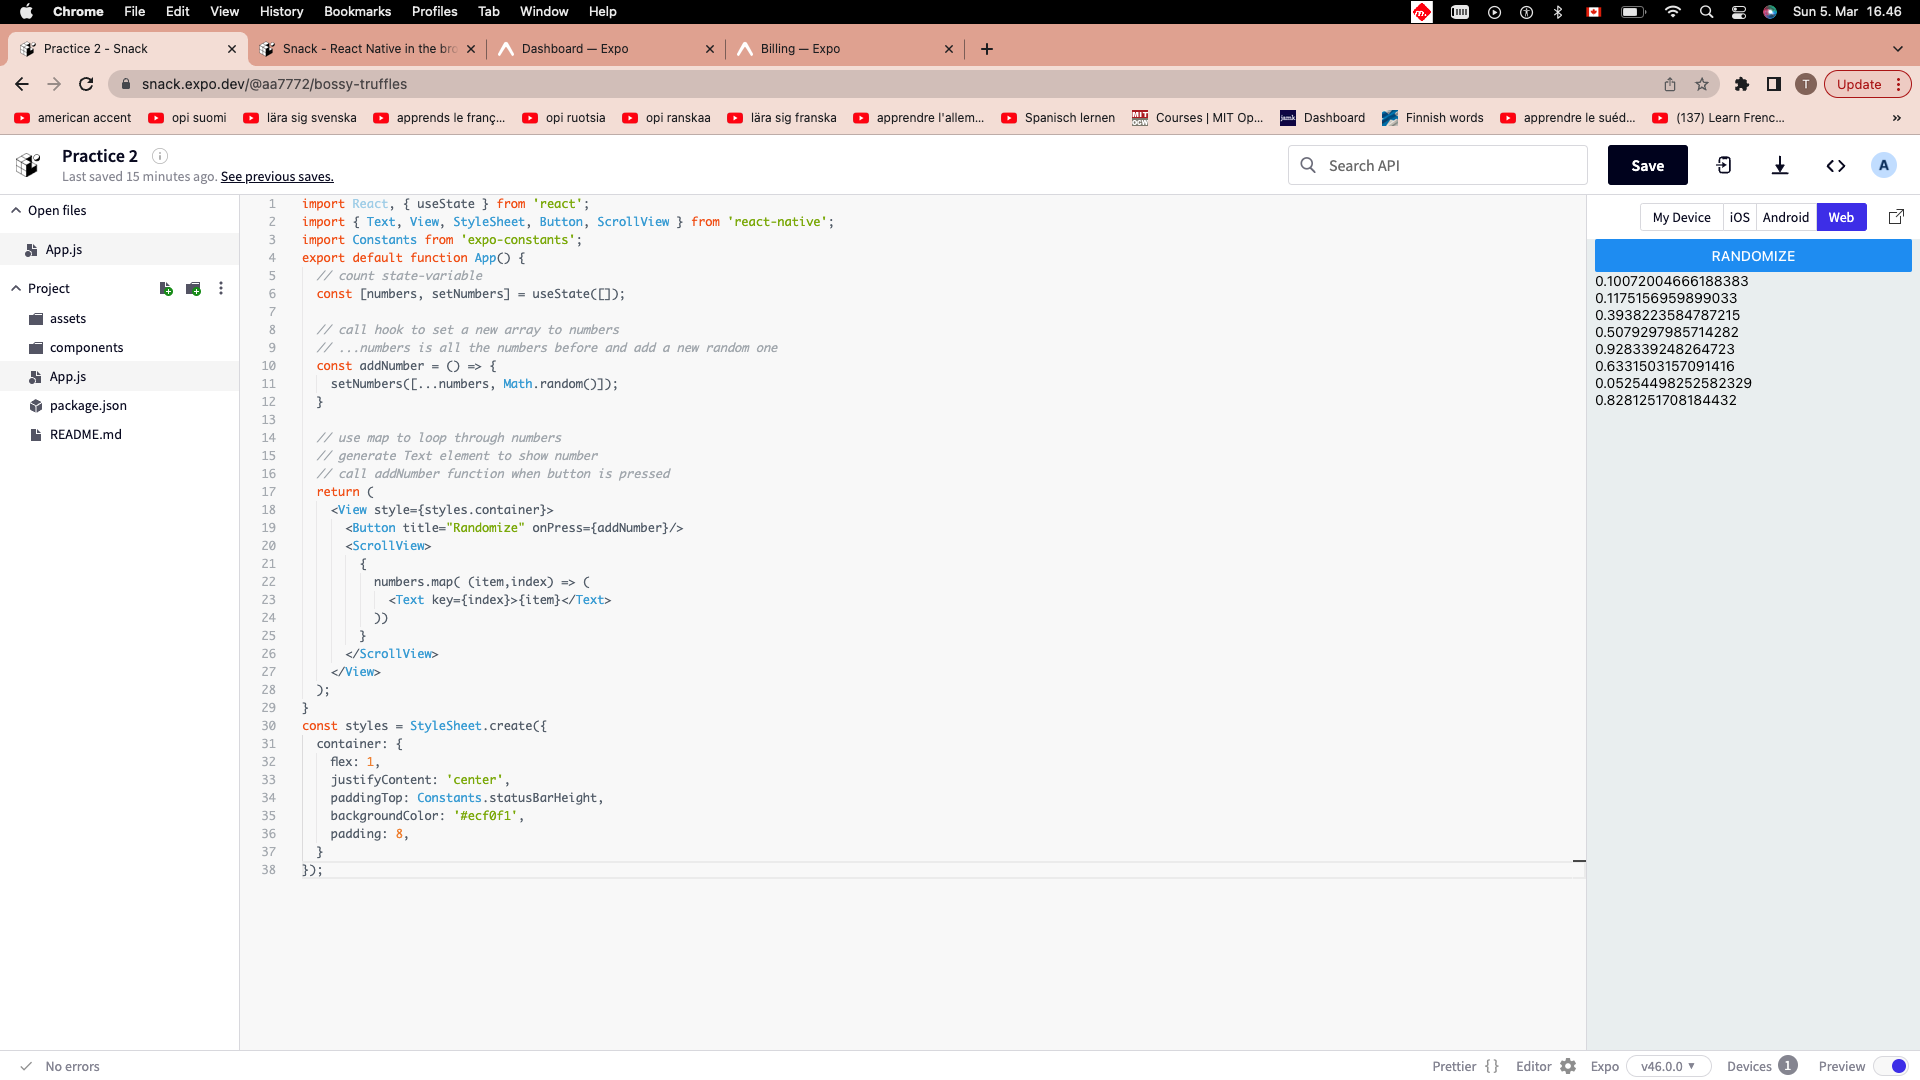 Chrome File Edit View History Bookmarks Profiles Tab Window Help Sun 5. Mar 16.46
Practice 2 - Snack Snack - React Native in the bro Dashboard — Expo Billing — Expo
snack.expo.dev/@aa7772/bossy-truffles T Update
american accent opi suomi lära sig svenska apprends le franç... opi ruotsia opi ranskaa lära sig franska apprendre l'allem... Spanisch lernen Courses | MIT Op... Dashboard Finnish words apprendre le suéd... (137) Learn Frenc... »
Practice 2
Last saved 15 minutes ago. See previous saves.
Search API Save A
Open files
App.js
Project
assets
components
App.js
package.json
README.md
1 import React, { useState } from 'react';
2 import { Text, View, StyleSheet, Button, ScrollView } from 'react-native';
3 import Constants from 'expo-constants';
4 export default function App() {
5 // count state-variable
6 const [numbers, setNumbers] = useState([]);
7
8 // call hook to set a new array to numbers
9 // ...numbers is all the numbers before and add a new random one
10 const addNumber = () => {
11 setNumbers([...numbers, Math.random()]);
12 }
13
14 // use map to loop through numbers
15 // generate Text element to show number
16 // call addNumber function when button is pressed
17 return (
18 <View style={styles.container}>
19 <Button title="Randomize" onPress={addNumber}/>
20 <ScrollView>
21 {
22 numbers.map( (item,index) => (
23 <Text key={index}>{item}</Text>
24 ))
25 }
26 </ScrollView>
27 </View>
28 );
29 }
30 const styles = StyleSheet.create({
31 container: {
32 flex: 1,
33 justifyContent: 'center',
34 paddingTop: Constants.statusBarHeight,
35 backgroundColor: '#ecf0f1',
36 padding: 8,
37 }
38 });
My Device iOS Android Web
RANDOMIZE
0.10072004666188383
0.1175156959899033
0.3938223584787215
0.5079297985714282
0.928339248264723
0.6331503157091416
0.05254498252582329
0.8281251708184432
No errors Prettier { } Editor Expo v46.0.0 Devices 1 Preview